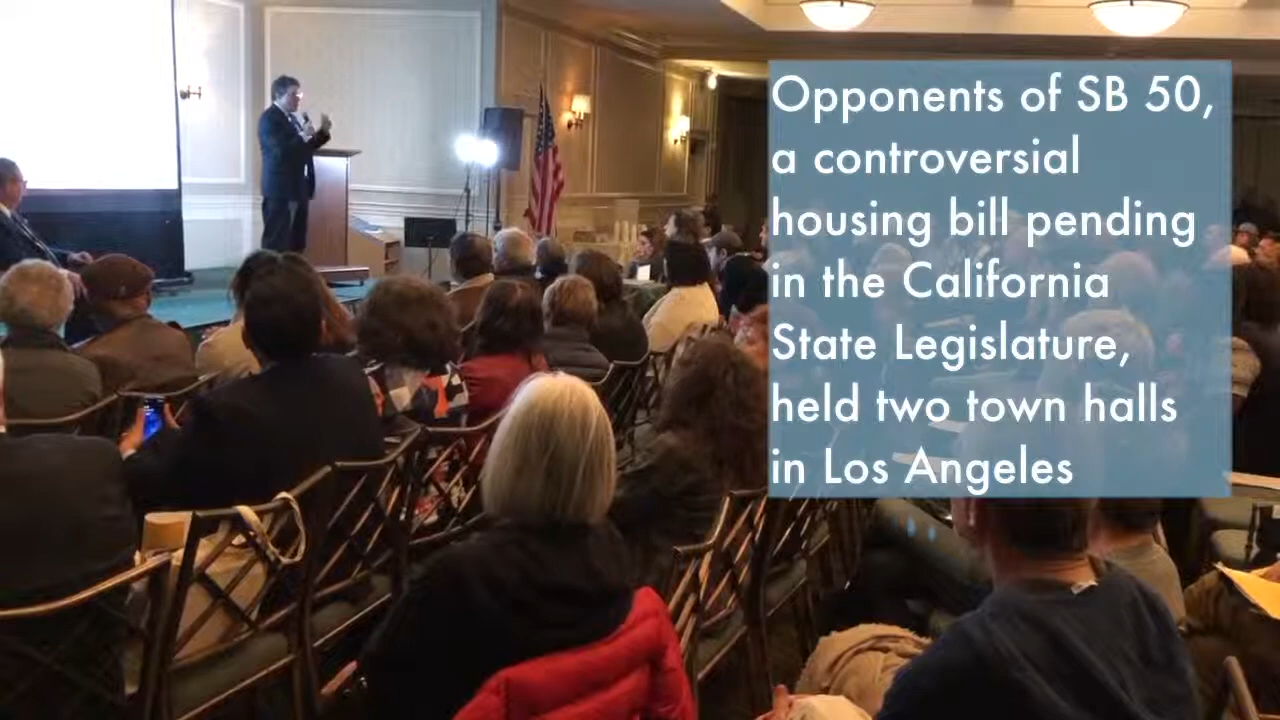 Opponents of SB 50,
a controversial
housing bill pending
in the California
State Legislature,
held two town halls
in Los Angeles